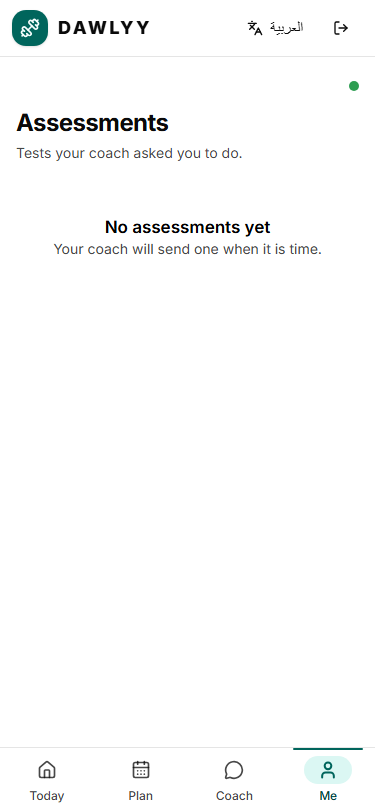 DAWLYY
العربية
Assessments
Tests your coach asked you to do.
No assessments yet
Your coach will send one when it is time.
Today
Plan
Coach
Me